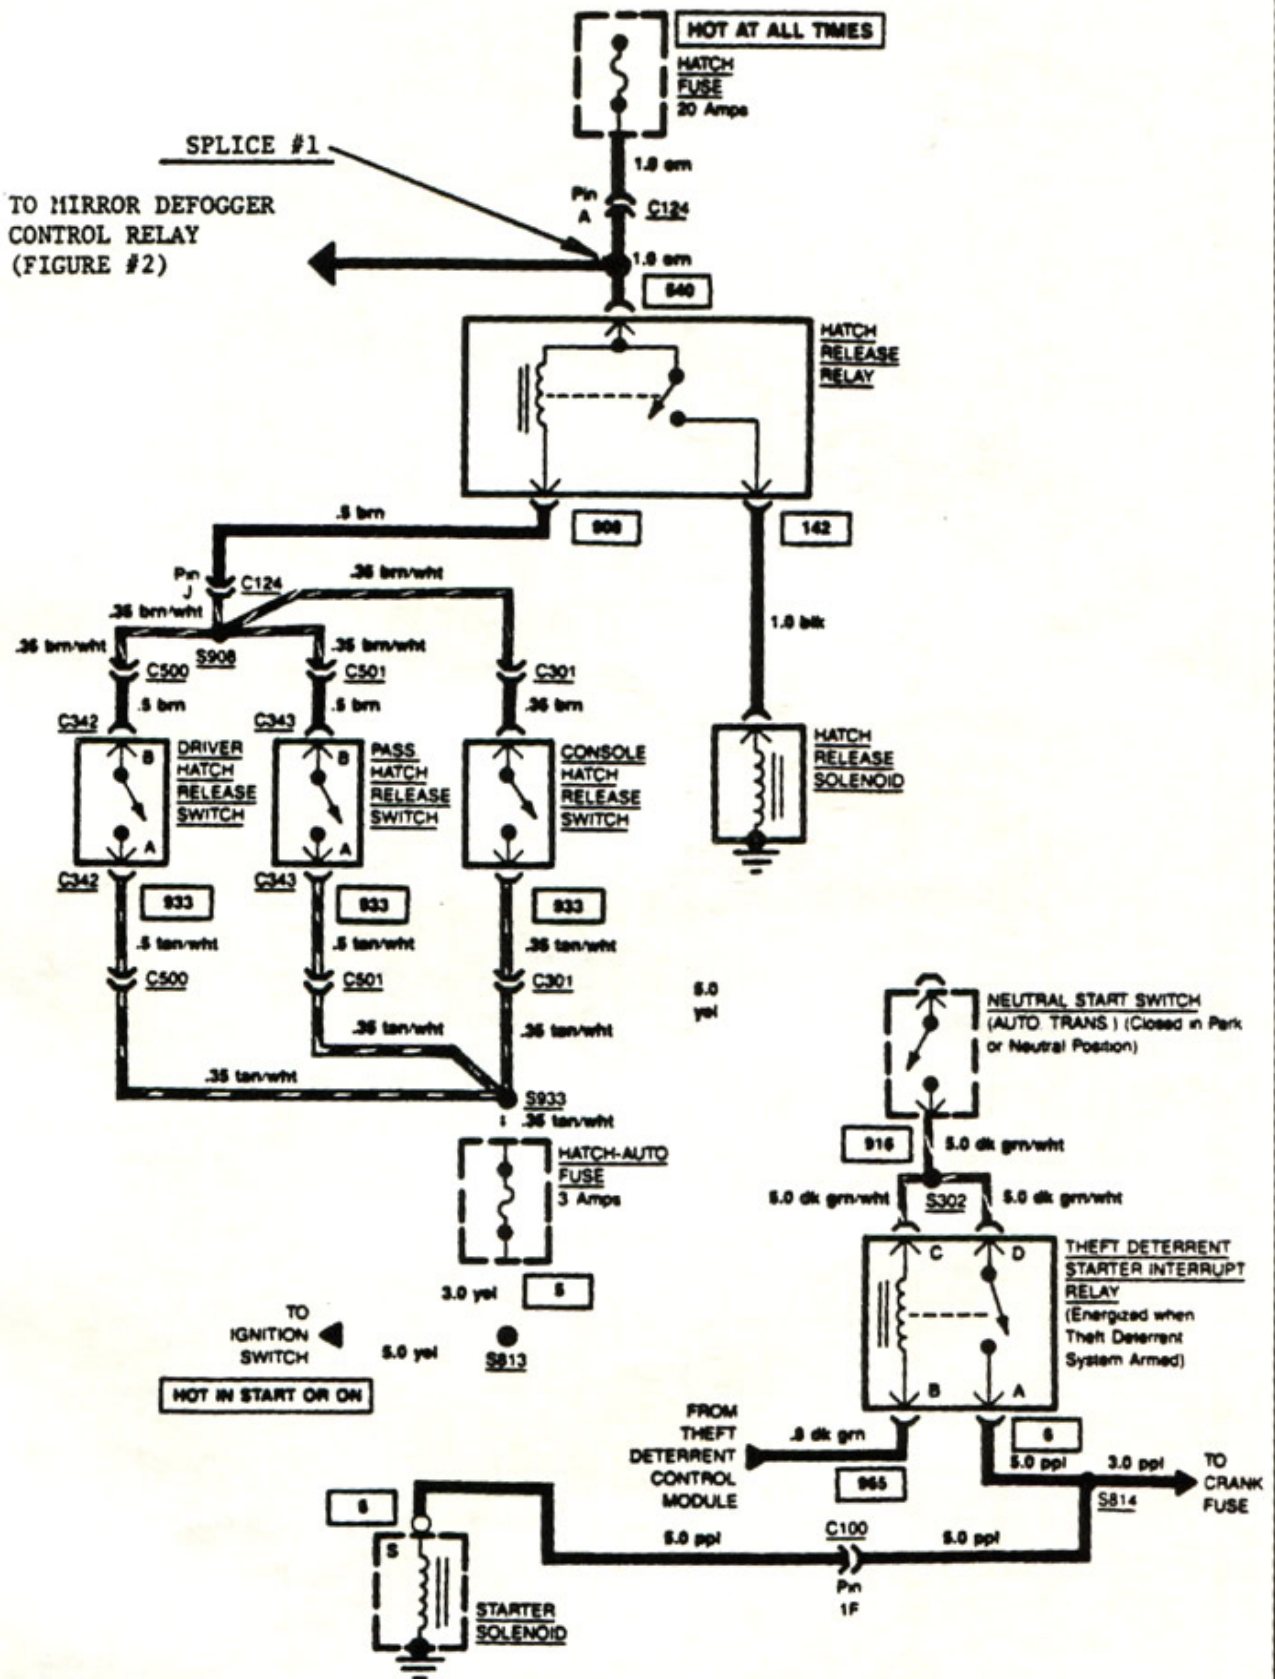 HOT AT ALL TIMES
HATCH
FUSE
20 Amps
SPLICE #1
TO MIRROR DEFOGGER
CONTROL RELAY
(FIGURE #2)
Pin
A
C124
540
HATCH
RELEASE
RELAY
.5 brn
908
142
Pin
J
C124
.35 brn/wht
.35 brn/wht
.35 brn/wht
.35 brn/wht
S908
C500
C501
C301
1.0 blk
.5 brn
.5 brn
.35 brn
C342
C343
B
DRIVER
HATCH
RELEASE
SWITCH
A
B
PASS
HATCH
RELEASE
SWITCH
A
CONSOLE
HATCH
RELEASE
SWITCH
HATCH
RELEASE
SOLENOID
C342
C343
933
933
933
.5 tan/wht
.5 tan/wht
.35 tan/wht
C500
C501
C301
5.0
yel
.35 tan/wht
.35 tan/wht
.35 tan/wht
S933
.35 tan/wht
NEUTRAL START SWITCH
(AUTO. TRANS.) (Closed in Park
or Neutral Position)
916
5.0 dk grn/wht
HATCH-AUTO
FUSE
3 Amps
5.0 dk grn/wht
S302
5.0 dk grn/wht
3.0 yel
5
C
D
THEFT DETERRENT
STARTER INTERRUPT
RELAY
(Energized when
Theft Deterrent
System Armed)
TO
IGNITION
SWITCH
5.0 yel
S813
HOT IN START OR ON
B
A
FROM
THEFT
DETERRENT
CONTROL
MODULE
.8 dk grn
965
6
5.0 ppl
3.0 ppl
TO
CRANK
FUSE
S814
6
S
5.0 ppl
C100
5.0 ppl
Pin
1F
STARTER
SOLENOID